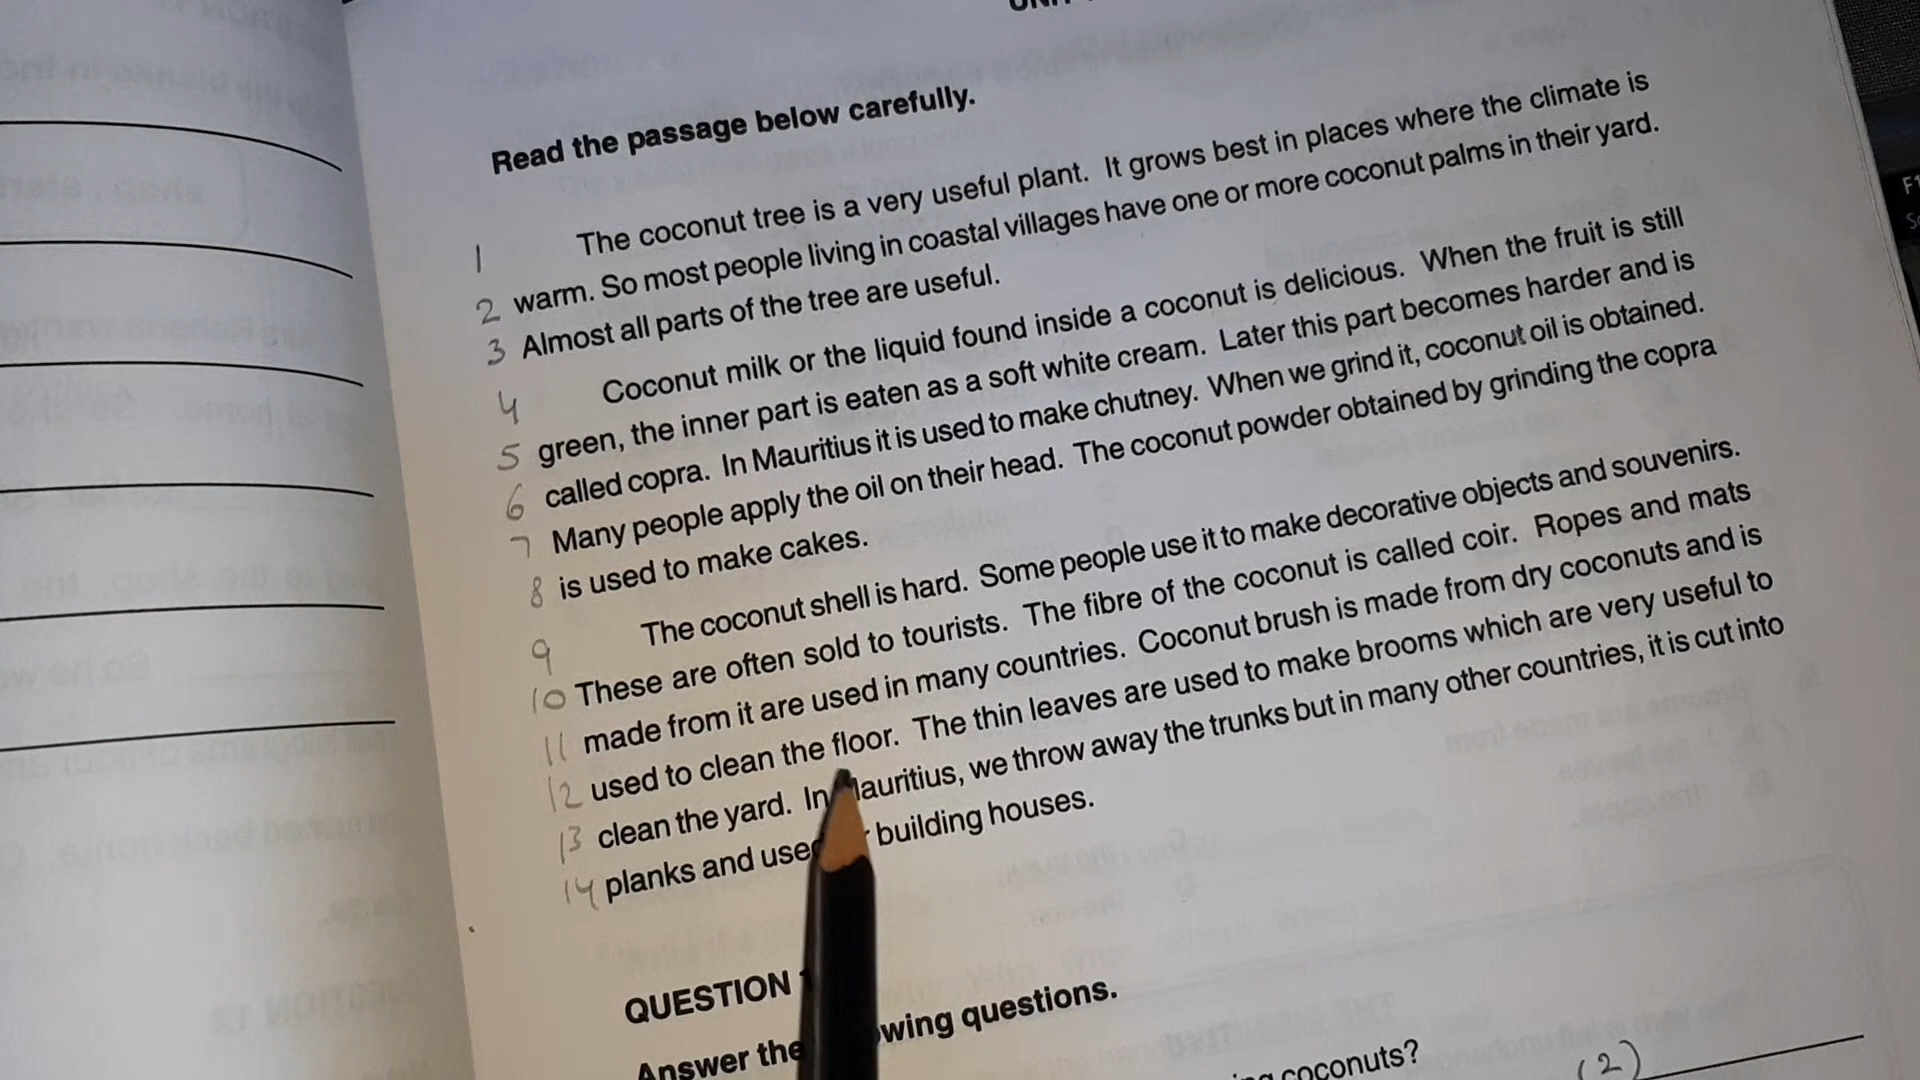 Read the passage below carefully.
1 The coconut tree is a very useful plant. It grows best in places where the climate is
2 warm. So most people living in coastal villages have one or more coconut palms in their yard.
3 Almost all parts of the tree are useful.
4 Coconut milk or the liquid found inside a coconut is delicious. When the fruit is still
5 green, the inner part is eaten as a soft white cream. Later this part becomes harder and is
6 called copra. In Mauritius it is used to make chutney. When we grind it, coconut oil is obtained.
7 Many people apply the oil on their head. The coconut powder obtained by grinding the copra
8 is used to make cakes.
9 The coconut shell is hard. Some people use it to make decorative objects and souvenirs.
10 These are often sold to tourists. The fibre of the coconut is called coir. Ropes and mats
11 made from it are used in many countries. Coconut brush is made from dry coconuts and is
12 used to clean the floor. The thin leaves are used to make brooms which are very useful to
13 clean the yard. In Mauritius, we throw away the trunks but in many other countries, it is cut into
14 planks and used building houses.
QUESTION
Answer the following questions.
coconuts?
(2)